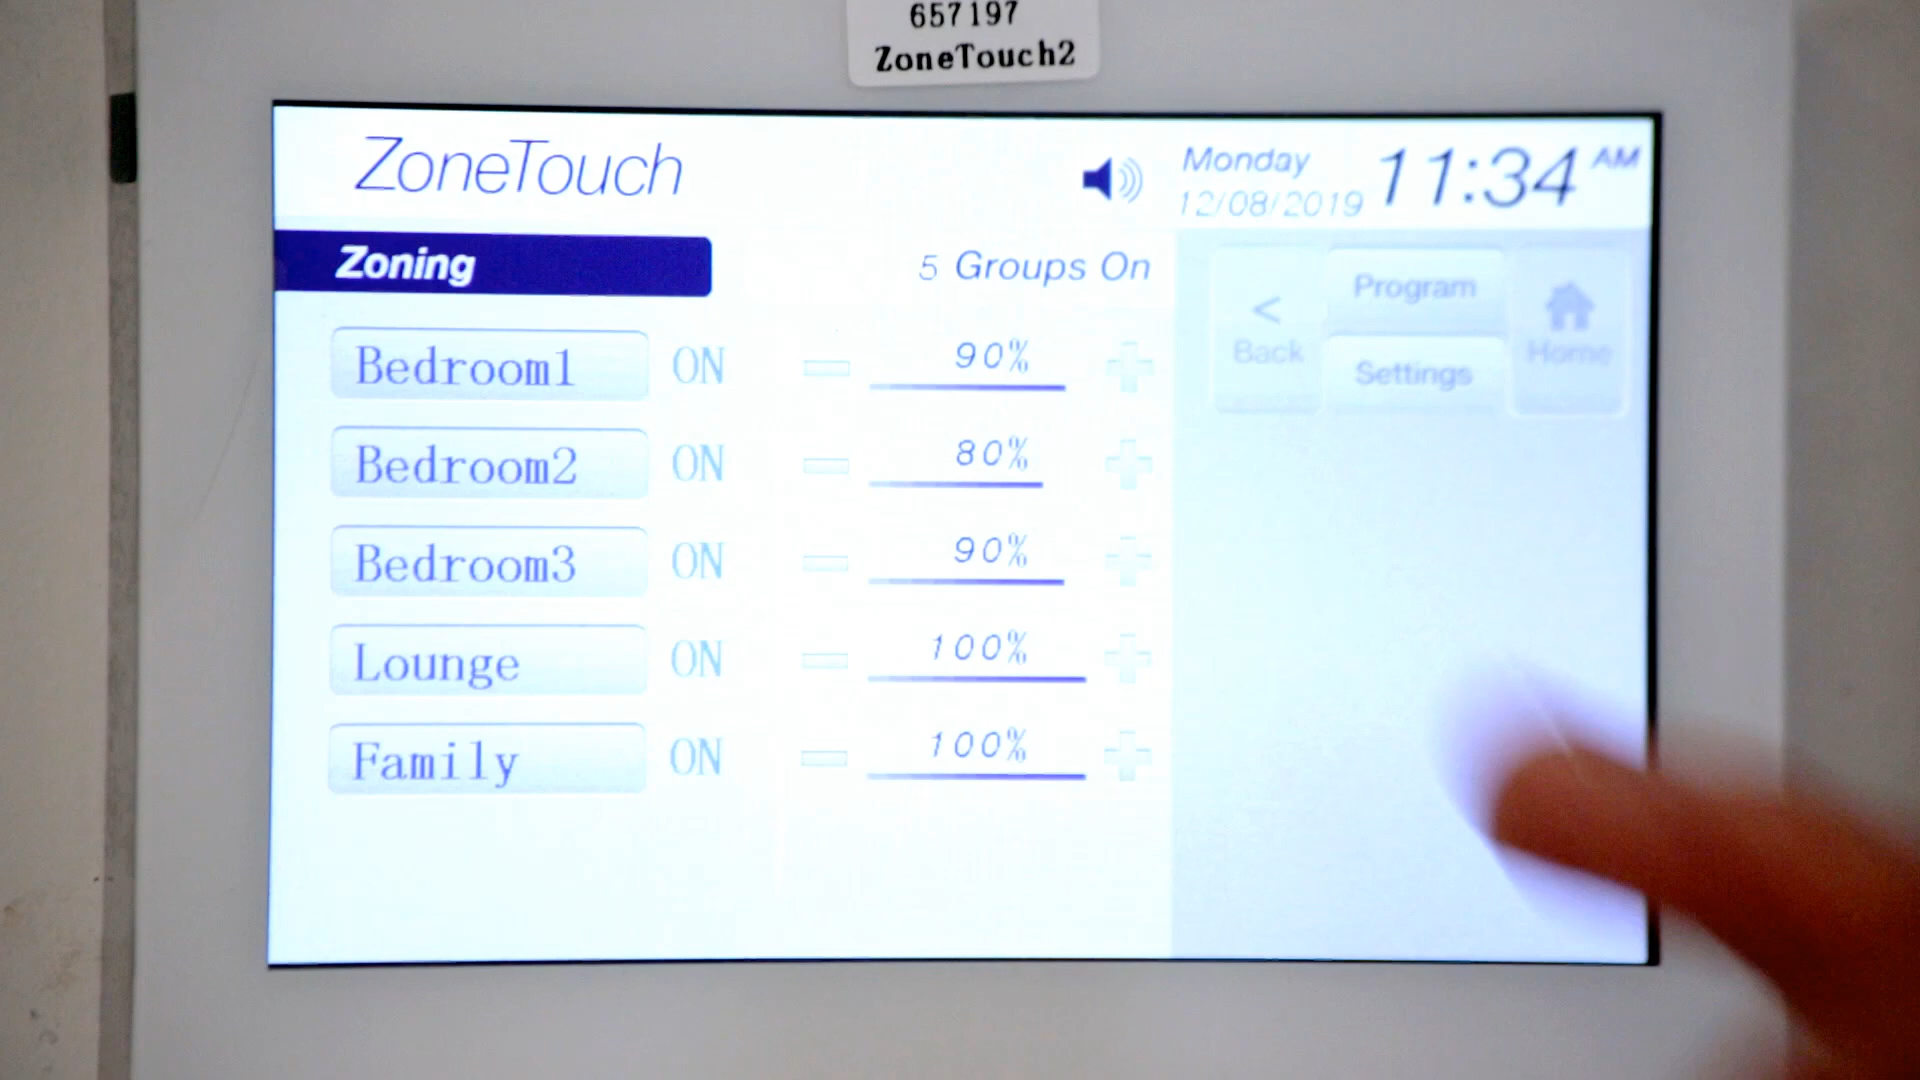 657197
ZoneTouch2
ZoneTouch
Monday
12/08/2019
11:34 AM
Zoning
5 Groups On
< Back
Program
Settings
Home
Bedroom1 ON 90%
Bedroom2 ON 80%
Bedroom3 ON 90%
Lounge ON 100%
Family ON 100%